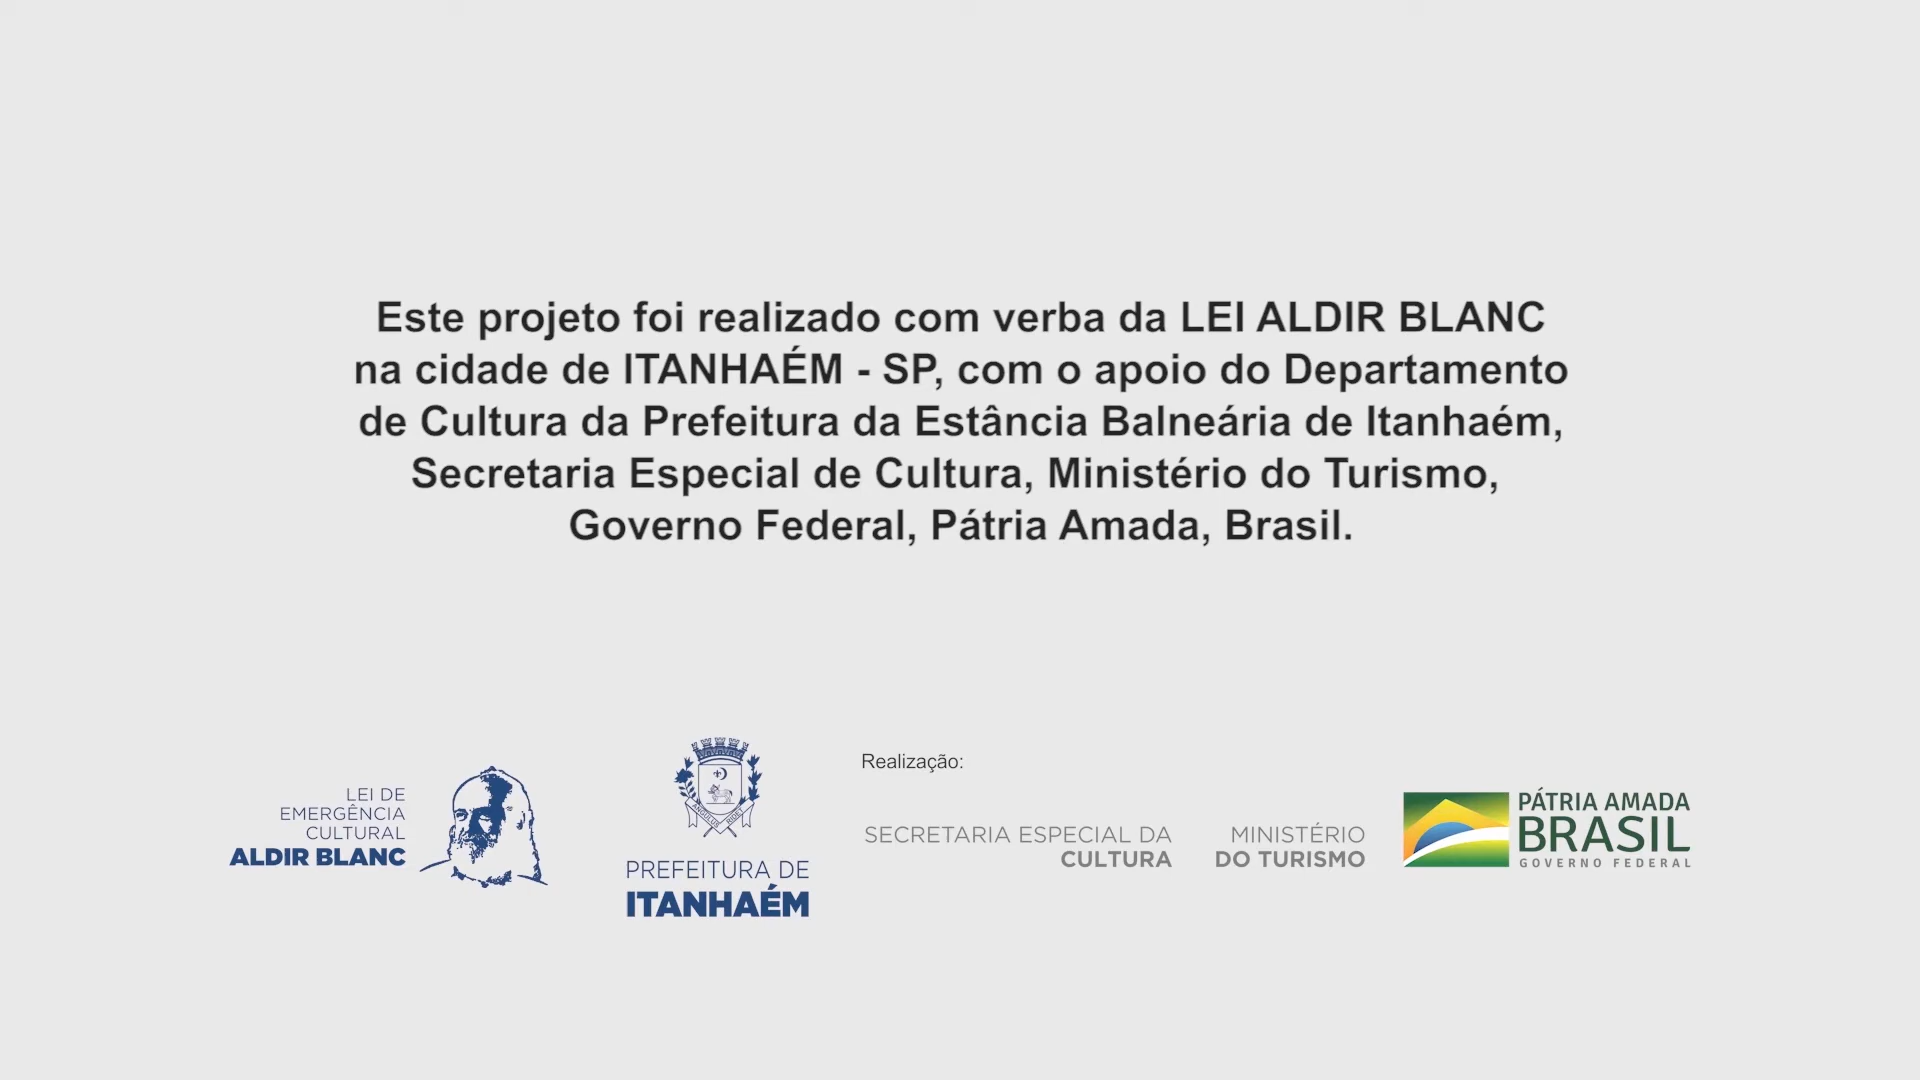 Este projeto foi realizado com verba da LEI ALDIR BLANC
na cidade de ITANHAÉM - SP, com o apoio do Departamento
de Cultura da Prefeitura da Estância Balneária de Itanhaém,
Secretaria Especial de Cultura, Ministério do Turismo,
Governo Federal, Pátria Amada, Brasil.
LEI DE
EMERGÊNCIA
CULTURAL
ALDIR BLANC
ANGULUS RIDET
PREFEITURA DE
ITANHAÉM
Realização:
SECRETARIA ESPECIAL DA
CULTURA
MINISTÉRIO
DO TURISMO
PÁTRIA AMADA
BRASIL
GOVERNO FEDERAL